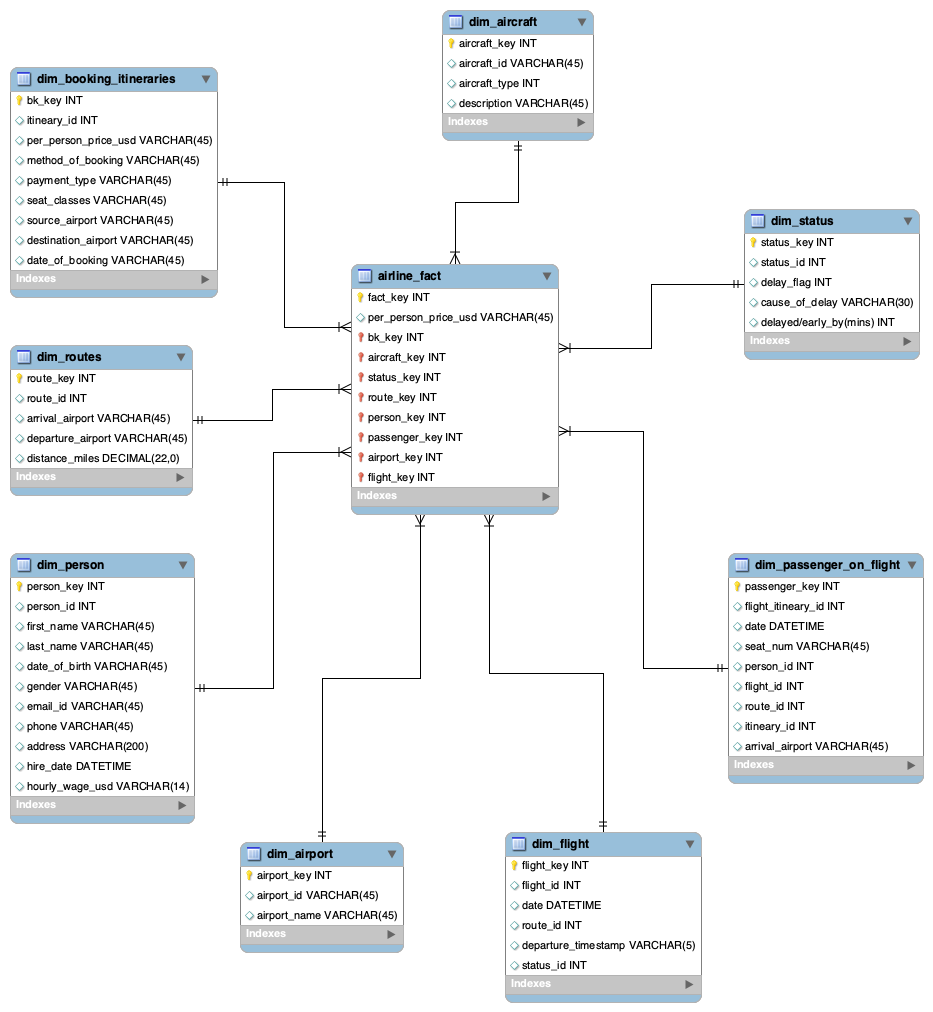 dim_aircraft
aircraft_key INT
aircraft_id VARCHAR(45)
aircraft_type INT
description VARCHAR(45)
Indexes
dim_booking_itineraries
bk_key INT
itineary_id INT
per_person_price_usd VARCHAR(45)
method_of_booking VARCHAR(45)
payment_type VARCHAR(45)
seat_classes VARCHAR(45)
source_airport VARCHAR(45)
destination_airport VARCHAR(45)
date_of_booking VARCHAR(45)
Indexes
dim_status
status_key INT
status_id INT
delay_flag INT
cause_of_delay VARCHAR(30)
delayed/early_by(mins) INT
Indexes
airline_fact
fact_key INT
per_person_price_usd VARCHAR(45)
bk_key INT
aircraft_key INT
status_key INT
route_key INT
person_key INT
passenger_key INT
airport_key INT
flight_key INT
Indexes
dim_routes
route_key INT
route_id INT
arrival_airport VARCHAR(45)
departure_airport VARCHAR(45)
distance_miles DECIMAL(22,0)
Indexes
dim_person
person_key INT
person_id INT
first_name VARCHAR(45)
last_name VARCHAR(45)
date_of_birth VARCHAR(45)
gender VARCHAR(45)
email_id VARCHAR(45)
phone VARCHAR(45)
address VARCHAR(200)
hire_date DATETIME
hourly_wage_usd VARCHAR(14)
Indexes
dim_passenger_on_flight
passenger_key INT
flight_itineary_id INT
date DATETIME
seat_num VARCHAR(45)
person_id INT
flight_id INT
route_id INT
itineary_id INT
arrival_airport VARCHAR(45)
Indexes
dim_airport
airport_key INT
airport_id VARCHAR(45)
airport_name VARCHAR(45)
Indexes
dim_flight
flight_key INT
flight_id INT
date DATETIME
route_id INT
departure_timestamp VARCHAR(5)
status_id INT
Indexes